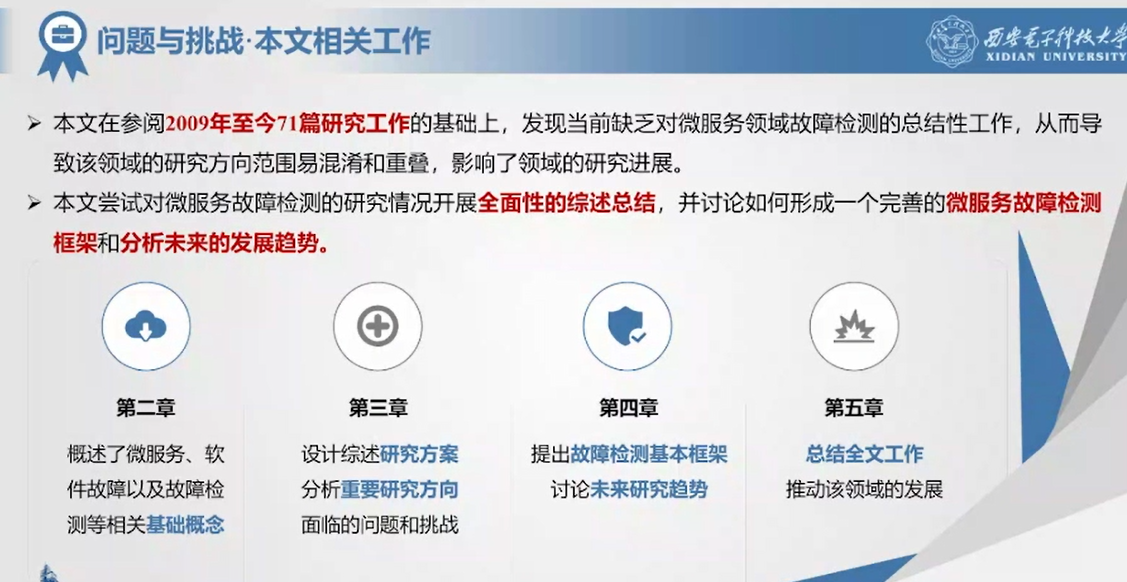 问题与挑战·本文相关工作
西安电子科技大学
XIDIAN UNIVERSITY
➢ 本文在参阅2009年至今71篇研究工作的基础上，发现当前缺乏对微服务领域故障检测的总结性工作，从而导
致该领域的研究方向范围易混淆和重叠，影响了领域的研究进展。
➢ 本文尝试对微服务故障检测的研究情况开展全面性的综述总结，并讨论如何形成一个完善的微服务故障检测
框架和分析未来的发展趋势。
第二章
概述了微服务、软
件故障以及故障检
测等相关基础概念
第三章
设计综述研究方案
分析重要研究方向
面临的问题和挑战
第四章
提出故障检测基本框架
讨论未来研究趋势
第五章
总结全文工作
推动该领域的发展